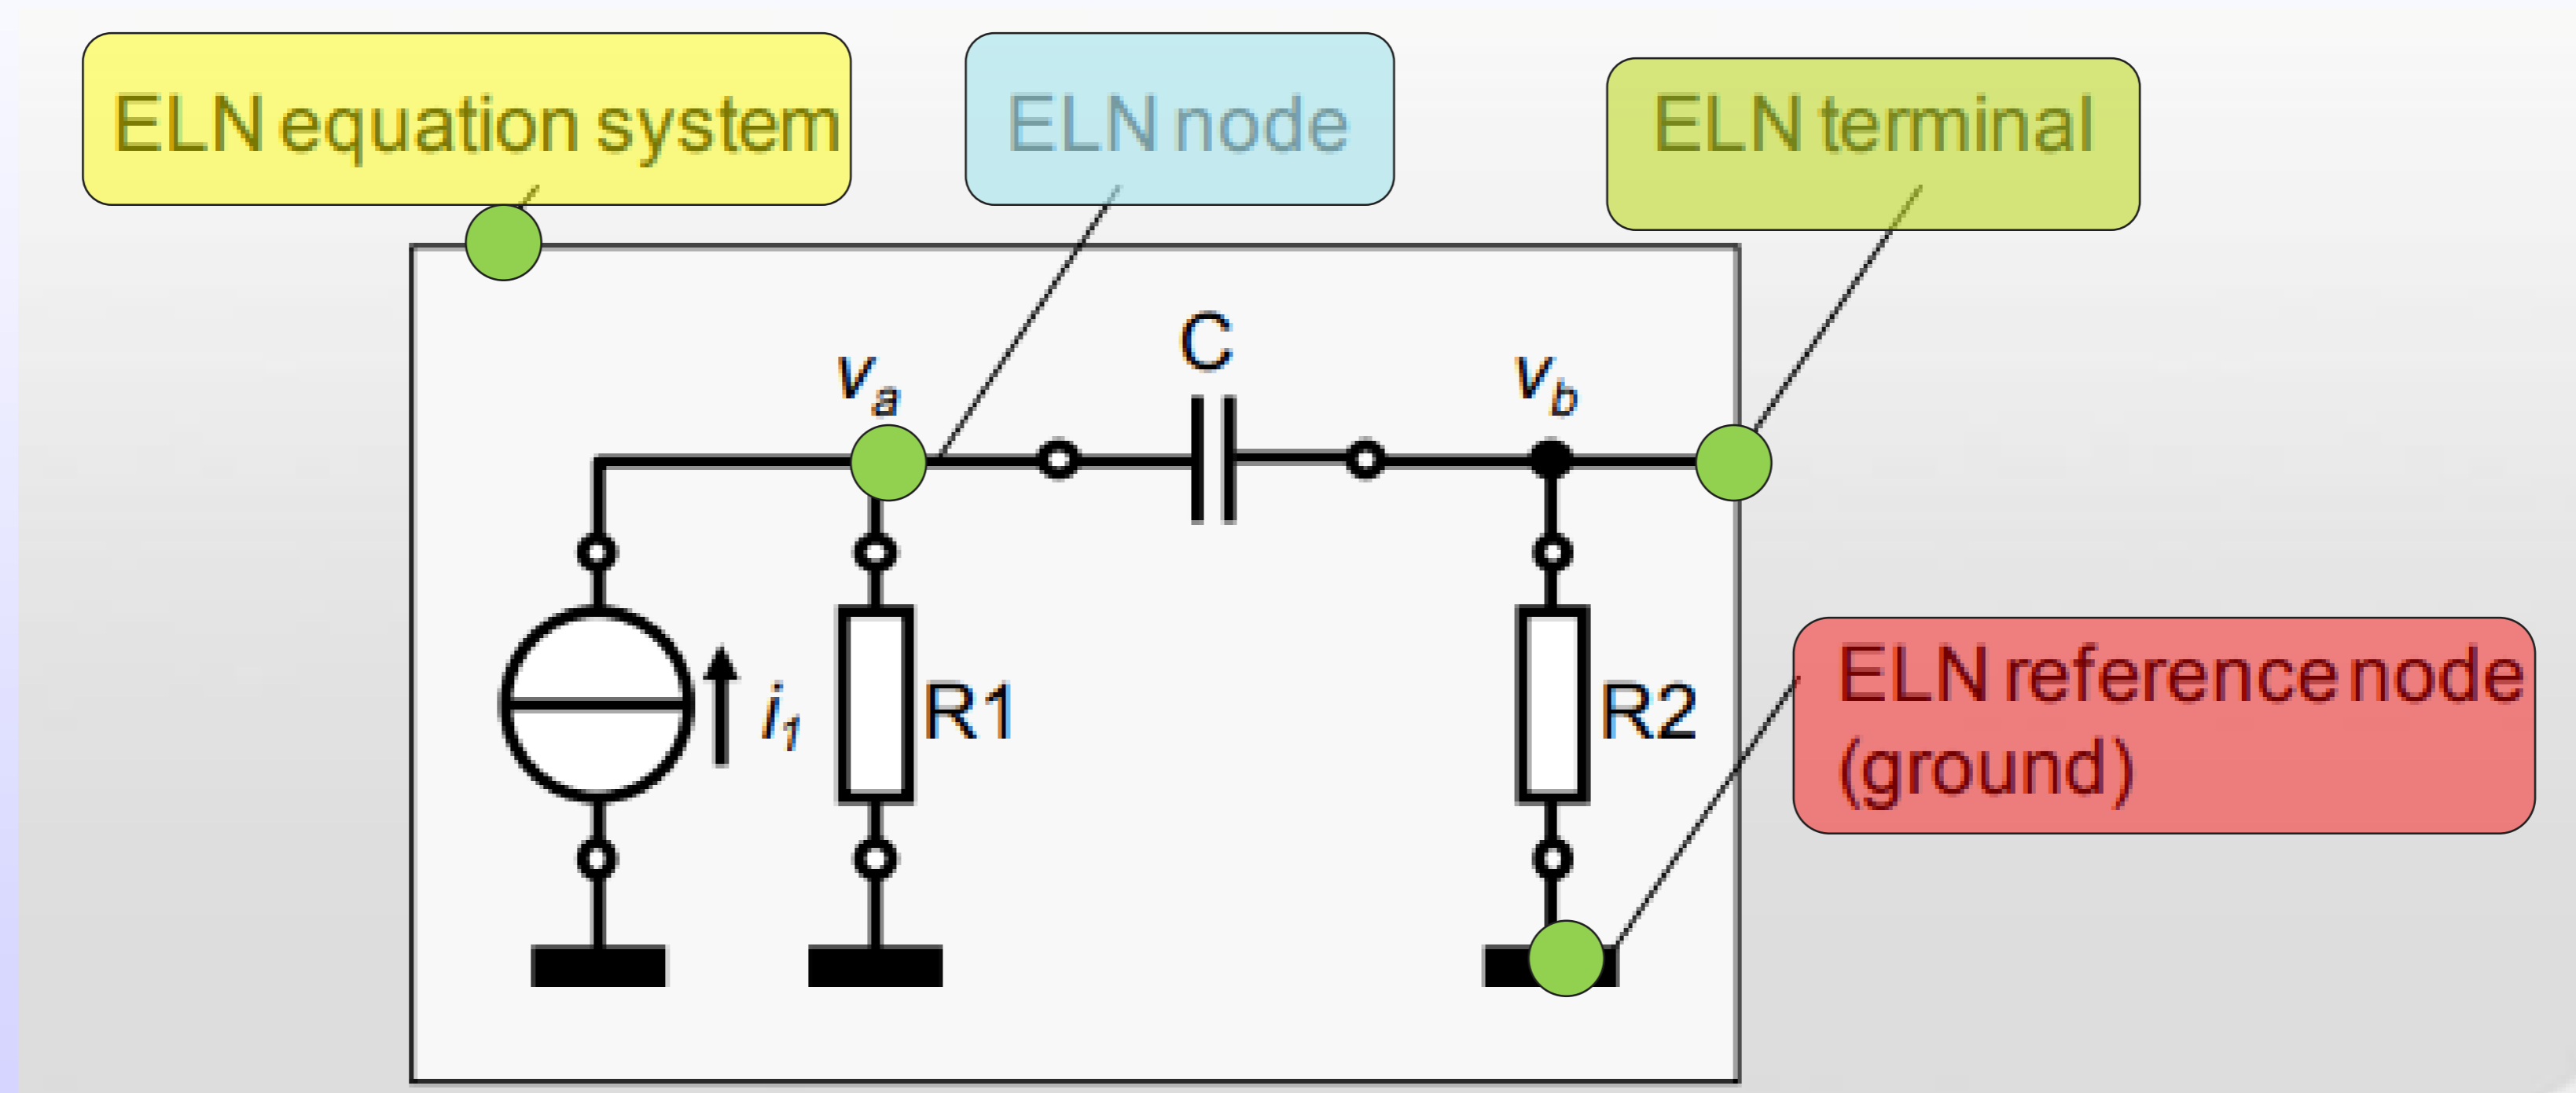 ELN equation system
ELN node
ELN terminal
C
va
vb
i1
R1
R2
ELN reference node
(ground)